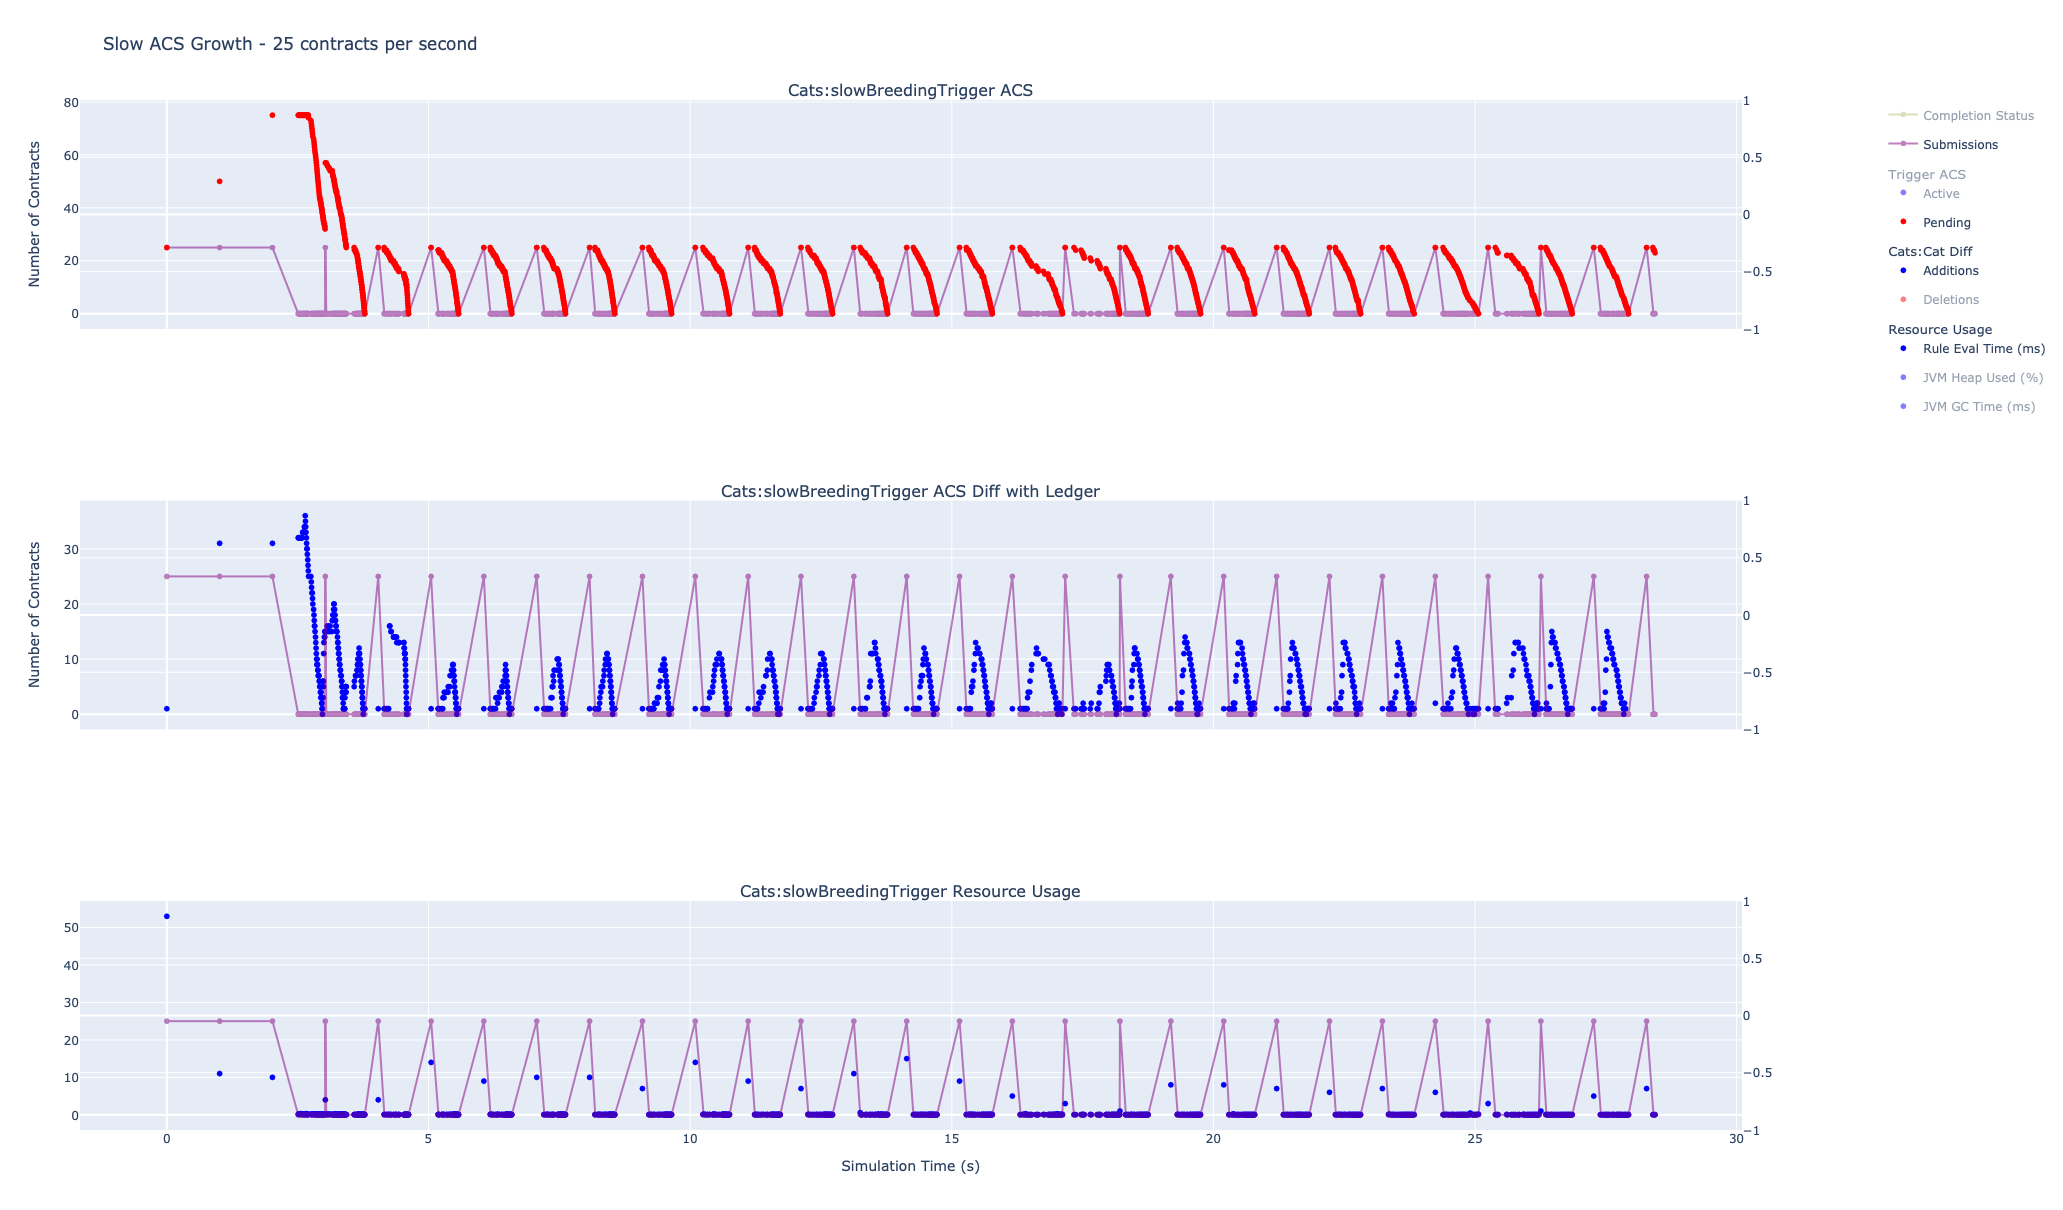 Slow ACS Growth - 25 contracts per second
Cats:slowBreedingTrigger ACS
Number of Contracts
80
60
40
20
0
1
0.5
0
−0.5
−1
Completion Status
Submissions
Trigger ACS
Active
Pending
Cats:Cat Diff
Additions
Deletions
Resource Usage
Rule Eval Time (ms)
JVM Heap Used (%)
JVM GC Time (ms)
Cats:slowBreedingTrigger ACS Diff with Ledger
Number of Contracts
30
20
10
0
1
0.5
0
−0.5
−1
Cats:slowBreedingTrigger Resource Usage
50
40
30
20
10
0
1
0.5
0
−0.5
−1
0 5 10 15 20 25 30
Simulation Time (s)